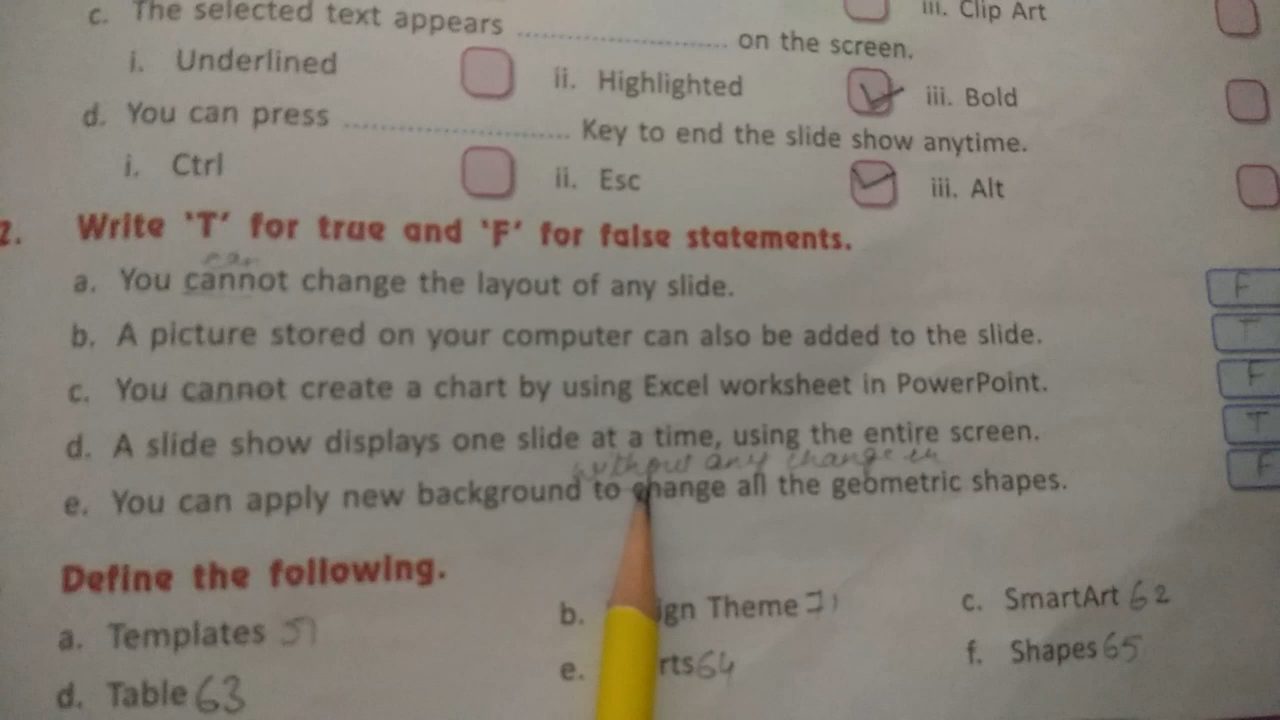 iii. Clip Art
c. The selected text appears ........................ on the screen.
i. Underlined ii. Highlighted iii. Bold
d. You can press ........................ Key to end the slide show anytime.
i. Ctrl ii. Esc iii. Alt
2. Write 'T' for true and 'F' for false statements.
can
a. You cannot change the layout of any slide. F
b. A picture stored on your computer can also be added to the slide. T
c. You cannot create a chart by using Excel worksheet in PowerPoint. F
d. A slide show displays one slide at a time, using the entire screen. T
without any change in
e. You can apply new background to change all the geometric shapes. F
Define the following.
a. Templates b. ign Theme c. SmartArt 62
d. Table 63 e. rts 64 f. Shapes 65